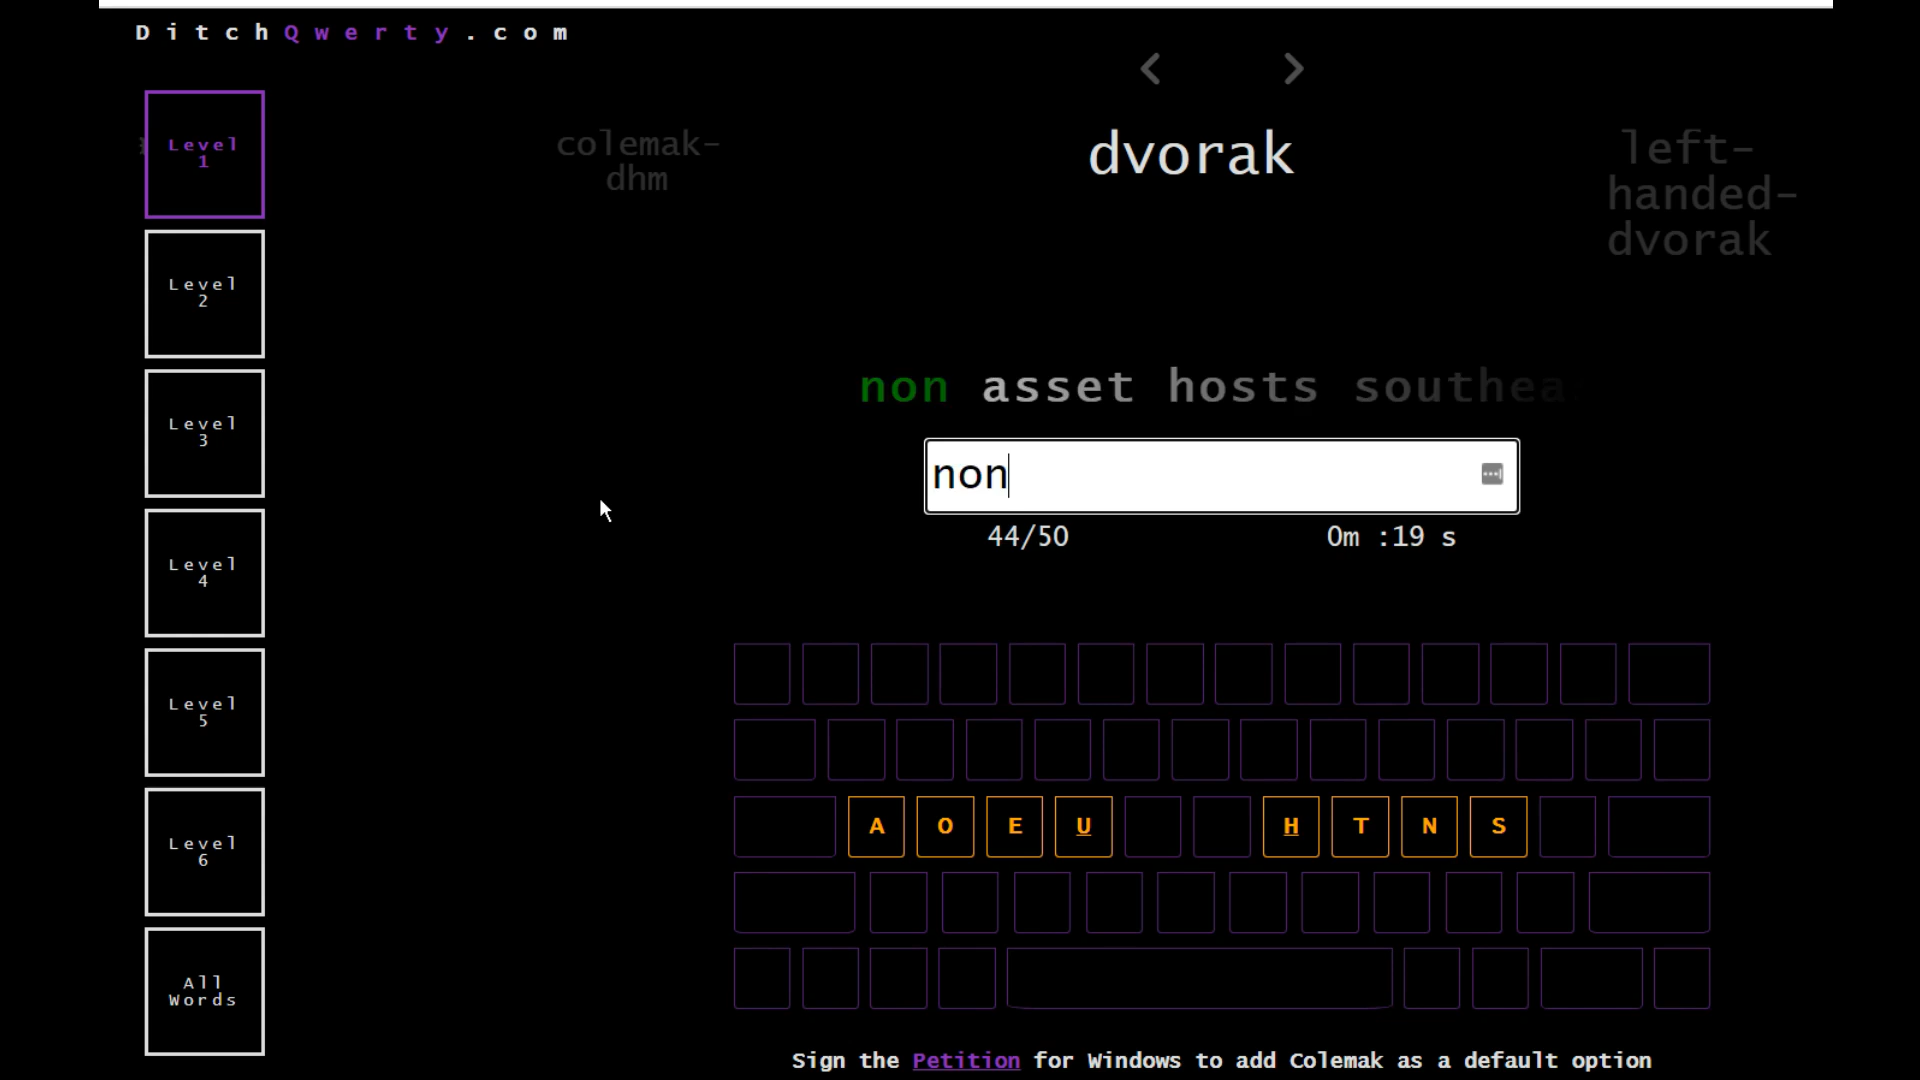 DitchQwerty.com
Level
1
Level
2
Level
3
Level
4
Level
5
Level
6
All
Words
colemak-
dhm
dvorak
left-
handed-
dvorak
non asset hosts southea
non
44/50 0m :19 s
A O E U H T N S
Sign the Petition for Windows to add Colemak as a default option